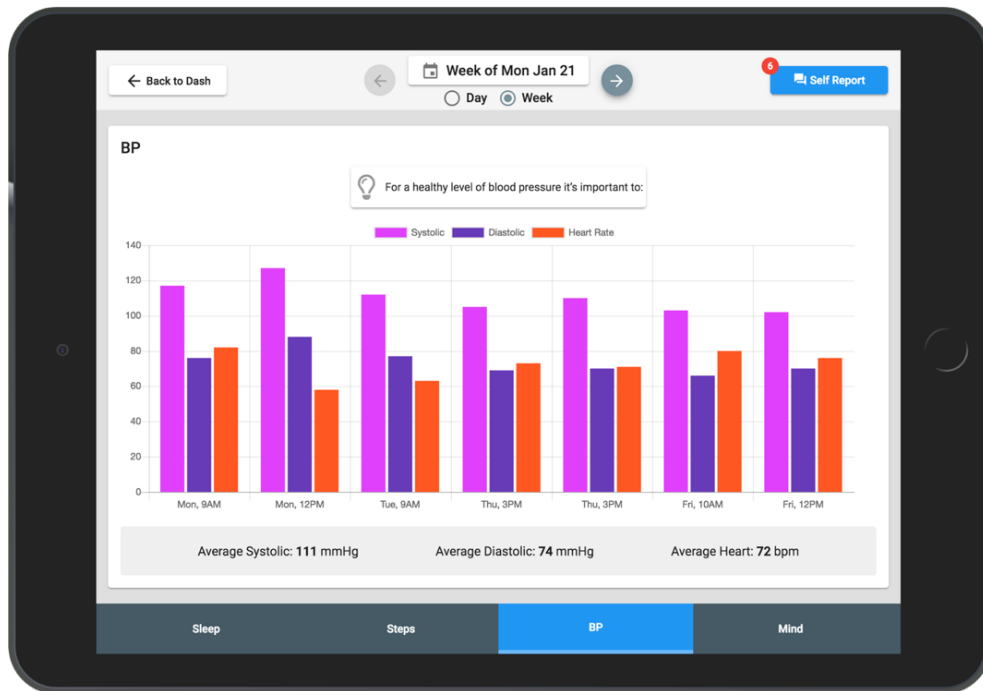 Back to Dash
Week of Mon Jan 21
Day Week
6
Self Report
BP
For a healthy level of blood pressure it's important to:
Systolic Diastolic Heart Rate
140
120
100
80
60
40
20
0
Mon, 9AM Mon, 12PM Tue, 9AM Thu, 3PM Thu, 3PM Fri, 10AM Fri, 12PM
Average Systolic: 111 mmHg Average Diastolic: 74 mmHg Average Heart: 72 bpm
Sleep Steps BP Mind